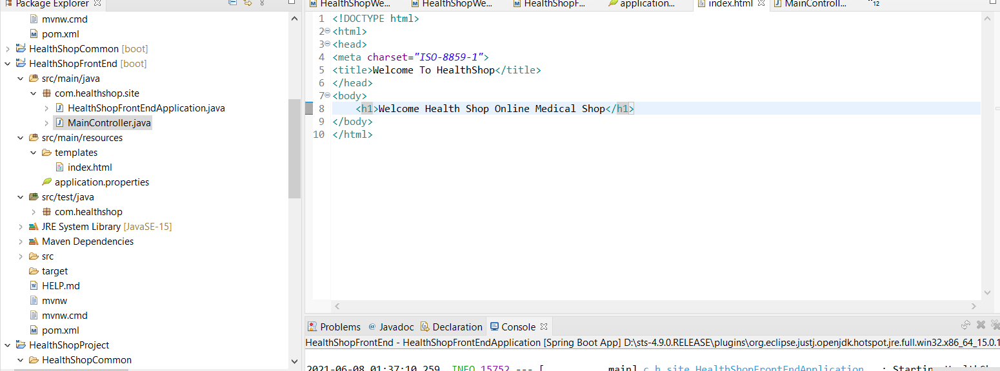 Package Explorer
mvnw.cmd
pom.xml
HealthShopCommon [boot]
HealthShopFrontEnd [boot]
src/main/java
com.healthshop.site
HealthShopFrontEndApplication.java
MainController.java
src/main/resources
templates
index.html
application.properties
src/test/java
com.healthshop
JRE System Library [JavaSE-15]
Maven Dependencies
src
target
HELP.md
mvnw
mvnw.cmd
pom.xml
HealthShopProject
HealthShopCommon
HealthShopWe... HealthShopWe... HealthShopF... application... index.html MainControll... "12
1 <!DOCTYPE html>
2 <html>
3 <head>
4 <meta charset="ISO-8859-1">
5 <title>Welcome To HealthShop</title>
6 </head>
7 <body>
8 <h1>Welcome Health Shop Online Medical Shop</h1>
9 </body>
10 </html>
Problems @ Javadoc Declaration Console
HealthShopFrontEnd - HealthShopFrontEndApplication [Spring Boot App] D:\sts-4.9.0.RELEASE\plugins\org.eclipse.justj.openjdk.hotspot.jre.full.win32.x86_64_15.0.1
2021-06-08 01:37:10.259 INFO 15752 --- [ main] c.h.site.HealthShopFrontEndApplication : Starting